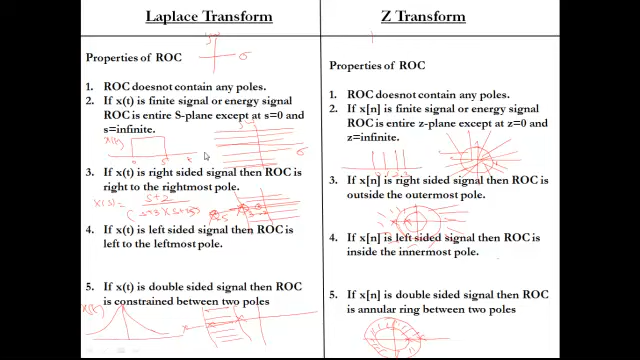 Laplace Transform
Properties of ROC
1. ROC doesnot contain any poles.
2. If x(t) is finite signal or energy signal
ROC is entire S-plane except at s=0 and
s=infinite.
x(t)
3. If x(t) is right sided signal then ROC is
right to the rightmost pole.
x(s) = s+2
4. If x(t) is left sided signal then ROC is
left to the leftmost pole.
5. If x(t) is double sided signal then ROC
is constrained between two poles
x(t)
Z Transform
Properties of ROC
1. ROC doesnot contain any poles.
2. If x[n] is finite signal or energy signal
ROC is entire z-plane except at z=0 and
z=infinite.
3. If x[n] is right sided signal then ROC is
outside the outermost pole.
4. If x[n] is left sided signal then ROC is
inside the innermost pole.
5. If x[n] is double sided signal then ROC
is annular ring between two poles